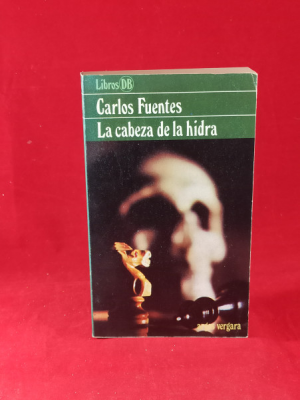 Libros DB
Carlos Fuentes
La cabeza de la hidra
vergara